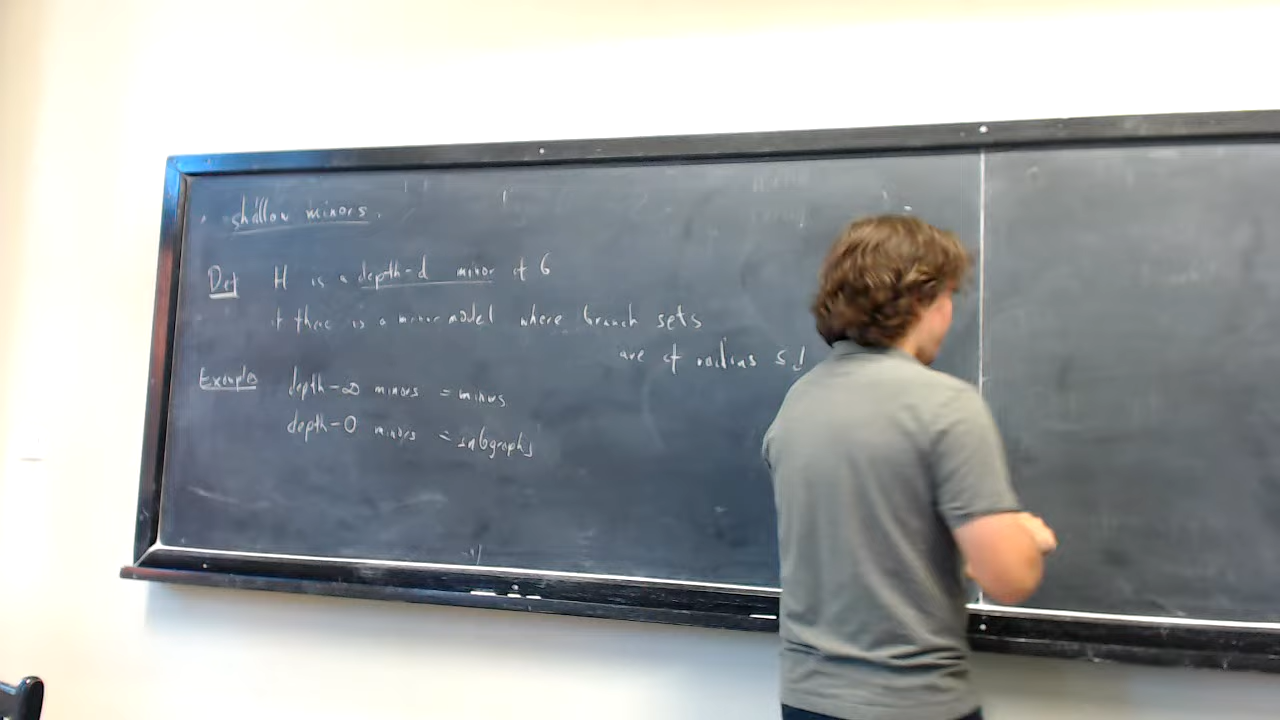 • shallow minors.
Def H is a depth-d minor of G
if there is a minor model where branch sets
are of radius ≤ d
Example depth-∞ minors = minors
depth-0 minors = subgraphs